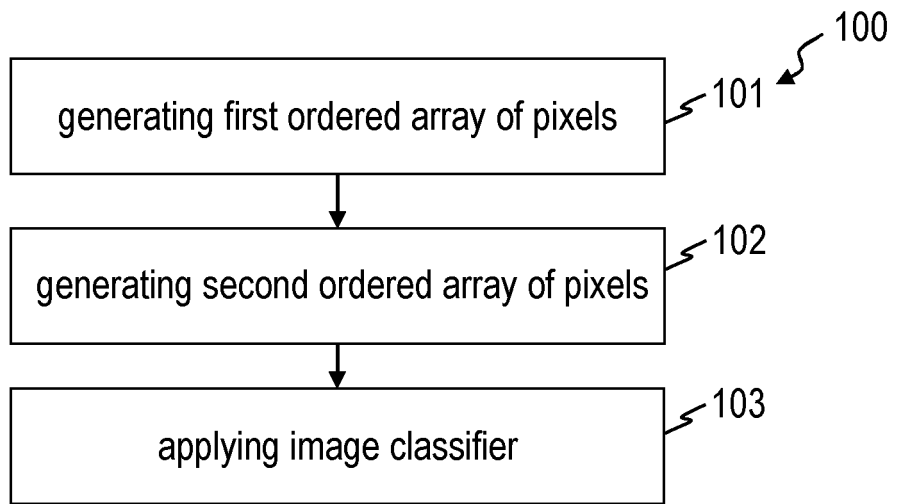 100
generating first ordered array of pixels
101
generating second ordered array of pixels
102
applying image classifier
103